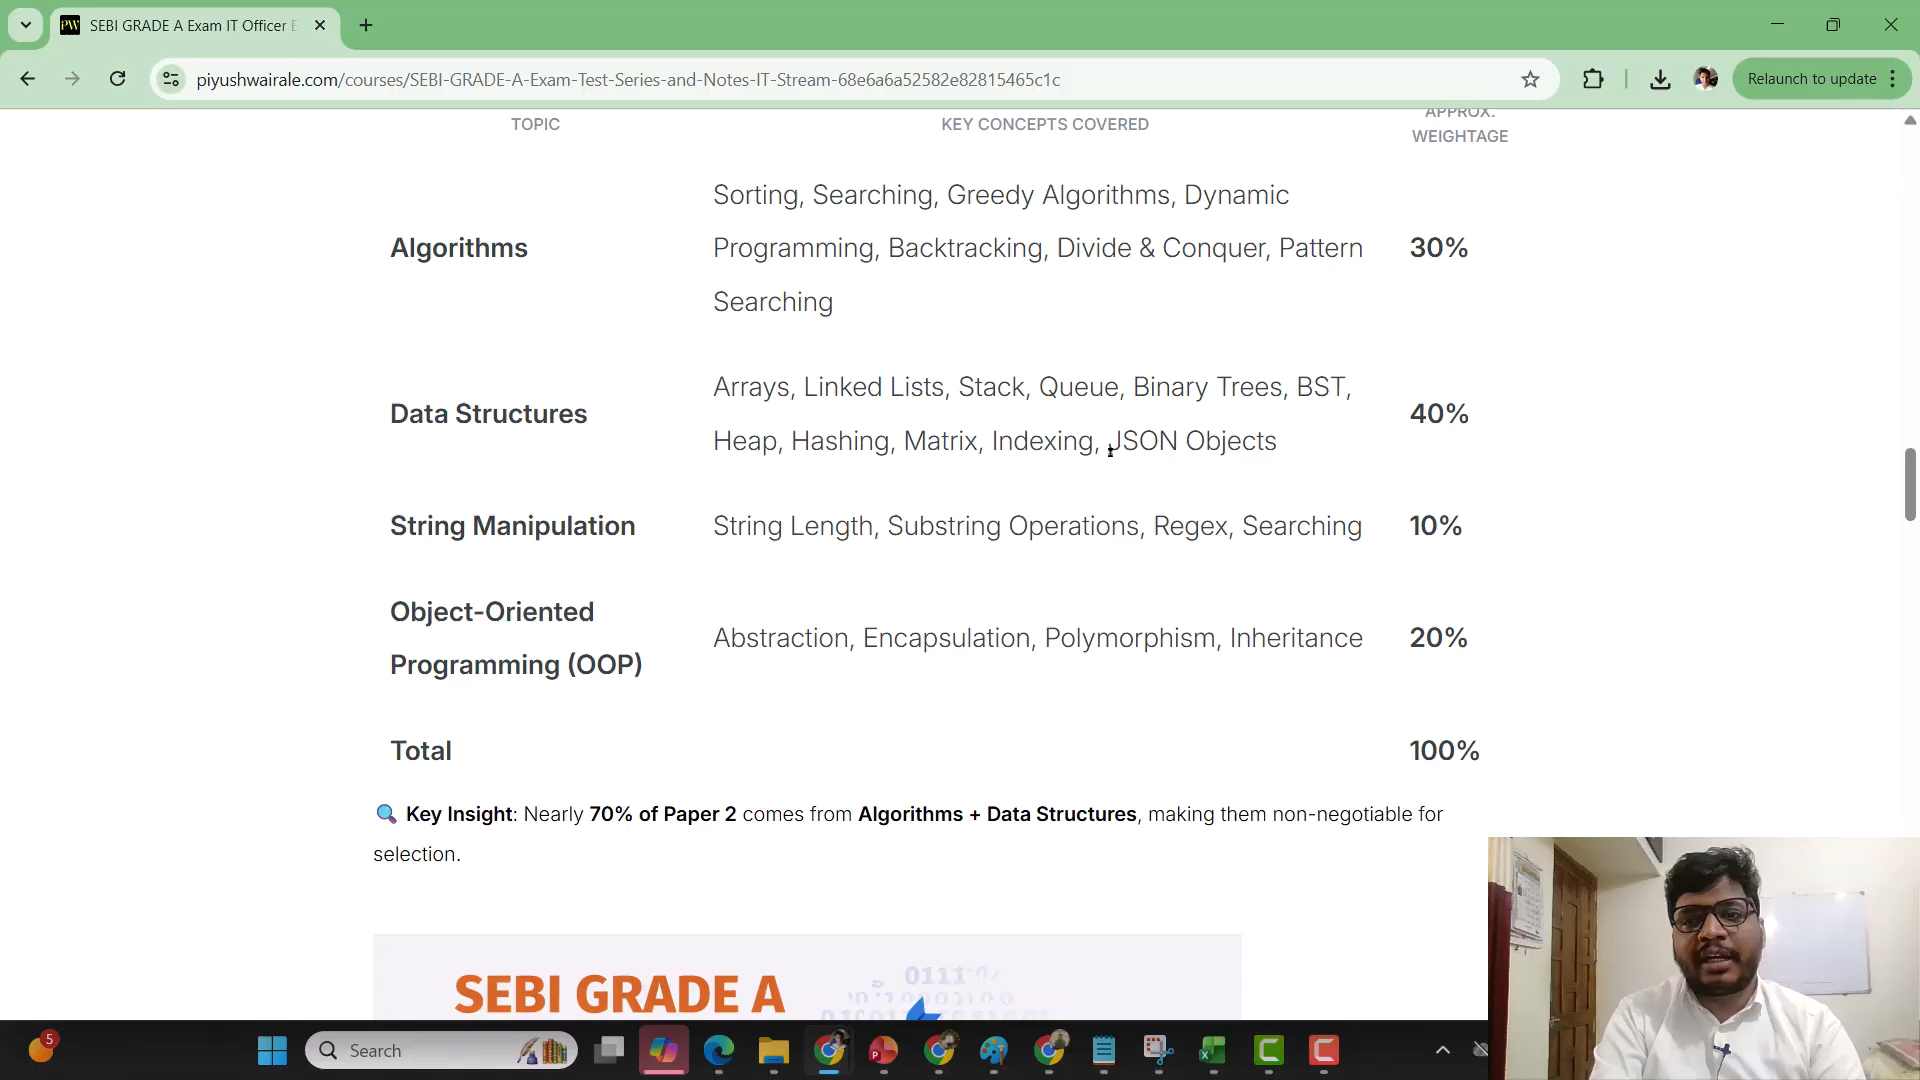 SEBI GRADE A Exam IT Officer
piyushwairale.com/courses/SEBI-GRADE-A-Exam-Test-Series-and-Notes-IT-Stream-68e6a6a52582e82815465c1c
Relaunch to update
TOPIC
KEY CONCEPTS COVERED
APPROX.
WEIGHTAGE
Sorting, Searching, Greedy Algorithms, Dynamic
Algorithms
Programming, Backtracking, Divide & Conquer, Pattern
30%
Searching
Data Structures
Arrays, Linked Lists, Stack, Queue, Binary Trees, BST,
Heap, Hashing, Matrix, Indexing, JSON Objects
40%
String Manipulation
String Length, Substring Operations, Regex, Searching
10%
Object-Oriented
Programming (OOP)
Abstraction, Encapsulation, Polymorphism, Inheritance
20%
Total
100%
Key Insight: Nearly 70% of Paper 2 comes from Algorithms + Data Structures, making them non-negotiable for
selection.
SEBI GRADE A
5
Search